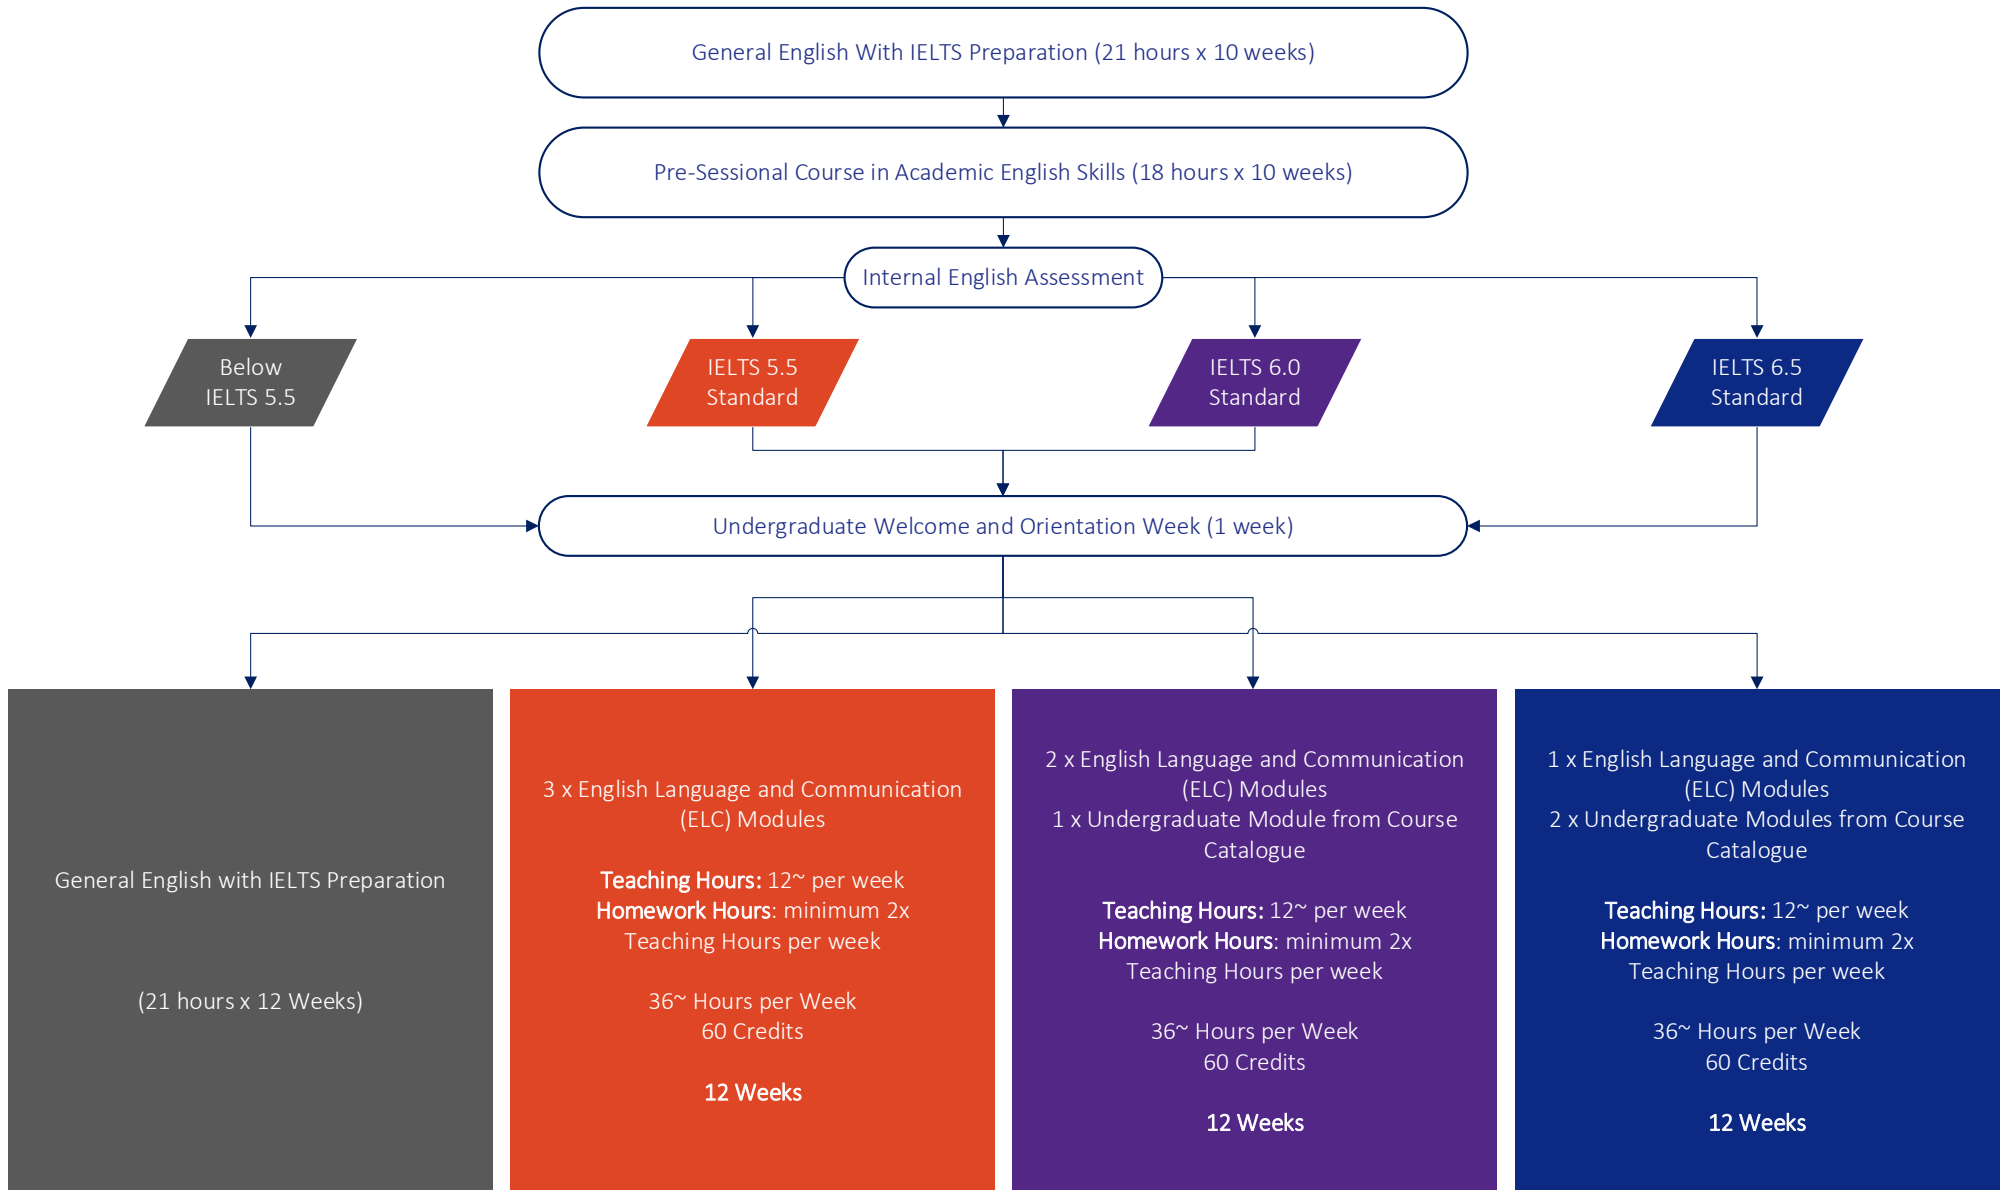 General English With IELTS Preparation (21 hours x 10 weeks)
Pre-Sessional Course in Academic English Skills (18 hours x 10 weeks)
Internal English Assessment
Below
IELTS 5.5
IELTS 5.5
Standard
IELTS 6.0
Standard
IELTS 6.5
Standard
Undergraduate Welcome and Orientation Week (1 week)
General English with IELTS Preparation
(21 hours x 12 Weeks)
3 x English Language and Communication
(ELC) Modules
Teaching Hours: 12~ per week
Homework Hours: minimum 2x
Teaching Hours per week
36~ Hours per Week
60 Credits
12 Weeks
2 x English Language and Communication
(ELC) Modules
1 x Undergraduate Module from Course
Catalogue
Teaching Hours: 12~ per week
Homework Hours: minimum 2x
Teaching Hours per week
36~ Hours per Week
60 Credits
12 Weeks
1 x English Language and Communication
(ELC) Modules
2 x Undergraduate Modules from Course
Catalogue
Teaching Hours: 12~ per week
Homework Hours: minimum 2x
Teaching Hours per week
36~ Hours per Week
60 Credits
12 Weeks